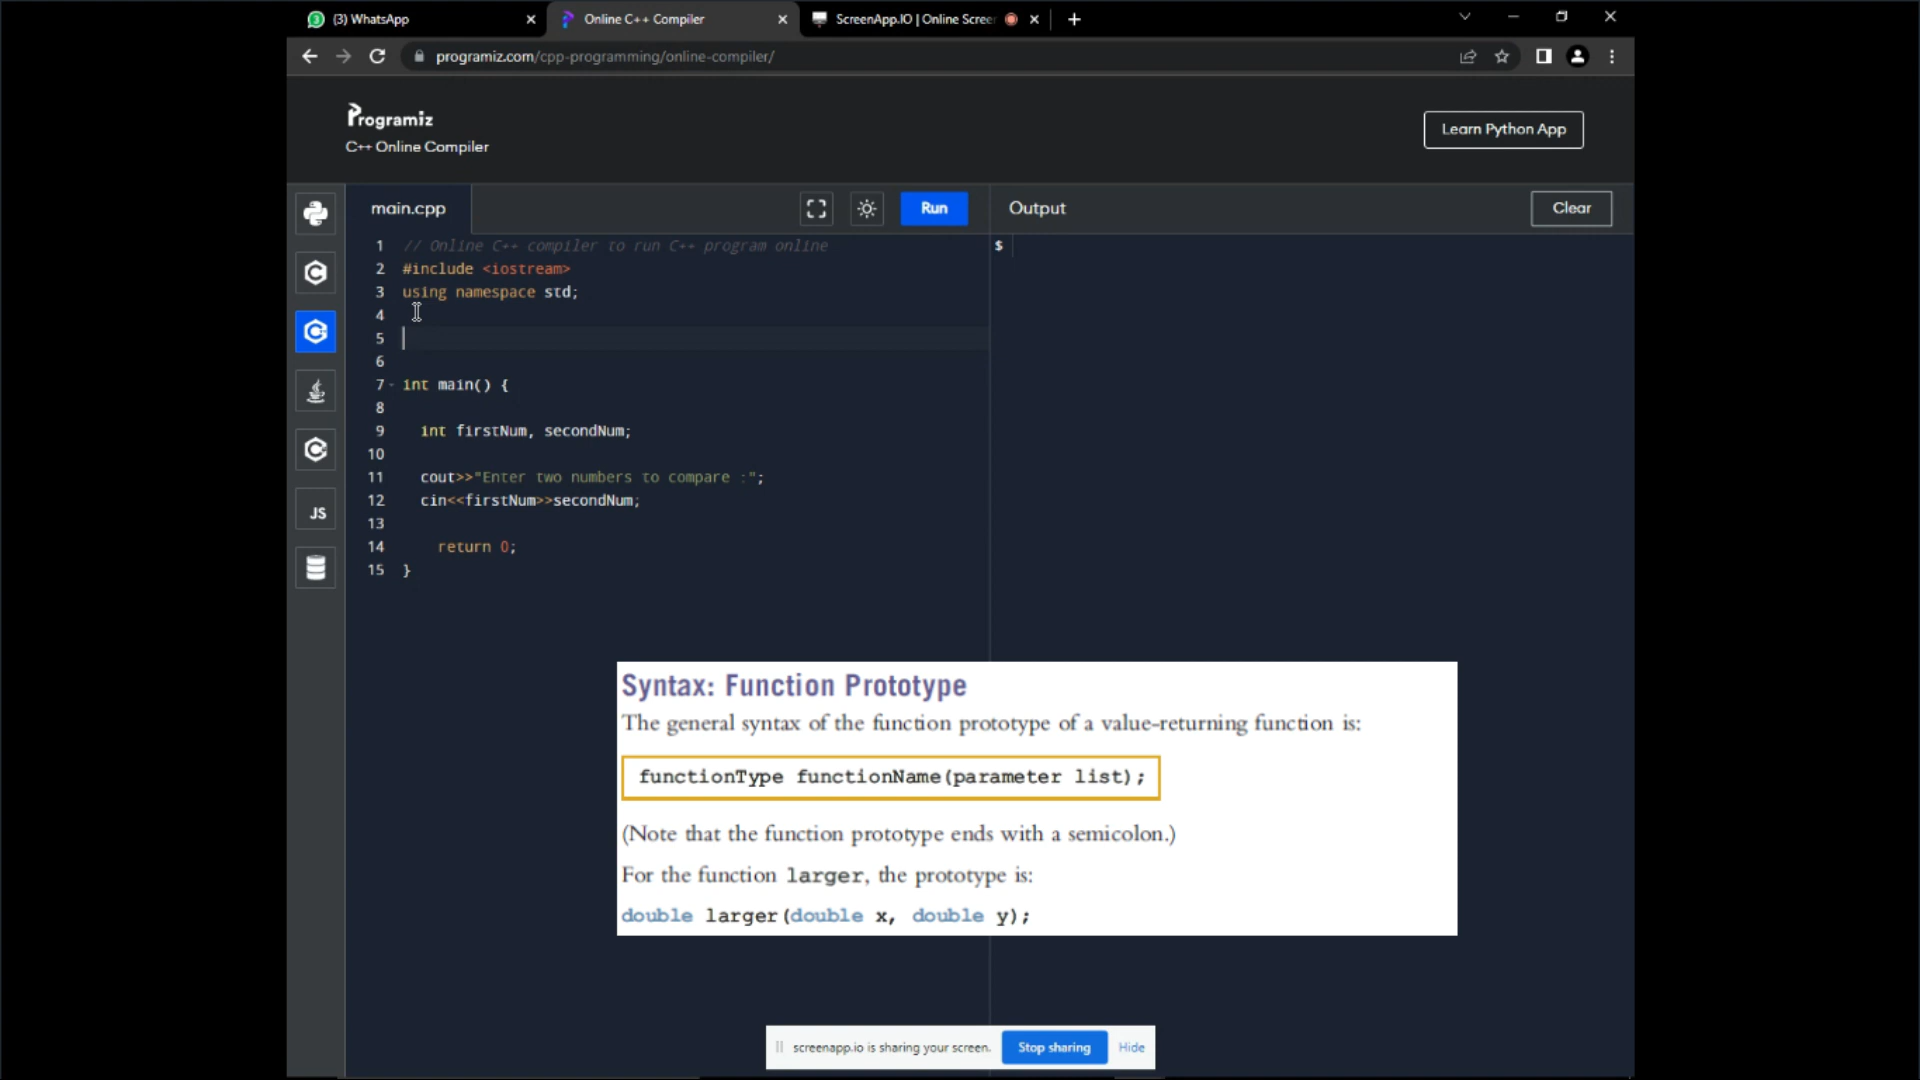 (3) WhatsApp
Online C++ Compiler
ScreenApp.IO | Online Scree
programiz.com/cpp-programming/online-compiler/
Programiz
C++ Online Compiler
Learn Python App
main.cpp
Run
Output
Clear
1 // Online C++ compiler to run C++ program online
2 #include <iostream>
3 using namespace std;
4
5
6
7 int main() {
8
9 int firstNum, secondNum;
10
11 cout>>"Enter two numbers to compare :";
12 cin<<firstNum>>secondNum;
13
14 return 0;
15 }
$
JS
Syntax: Function Prototype
The general syntax of the function prototype of a value-returning function is:
functionType functionName(parameter list);
(Note that the function prototype ends with a semicolon.)
For the function larger, the prototype is:
double larger(double x, double y);
screenapp.io is sharing your screen.
Stop sharing
Hide